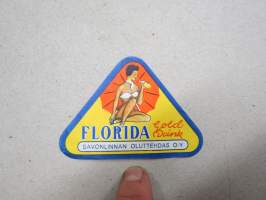 FLORIDA Cold Drink
SAVONLINNAN OLUTTEHDAS O·Y